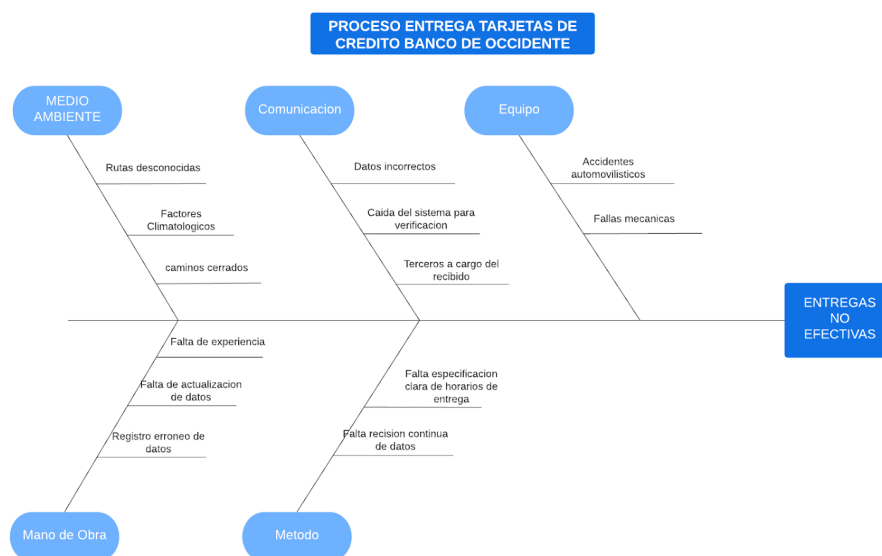 PROCESO ENTREGA TARJETAS DE
CREDITO BANCO DE OCCIDENTE
MEDIO
AMBIENTE
Comunicacion
Equipo
Rutas desconocidas
Factores
Climatologicos
caminos cerrados
Datos incorrectos
Caida del sistema para
verificacion
Terceros a cargo del
recibido
Accidentes
automovilisticos
Fallas mecanicas
ENTREGAS
NO
EFECTIVAS
Falta de experiencia
Falta de actualizacion
de datos
Registro erroneo de
datos
Falta especificacion
clara de horarios de
entrega
Falta recision continua
de datos
Mano de Obra
Metodo